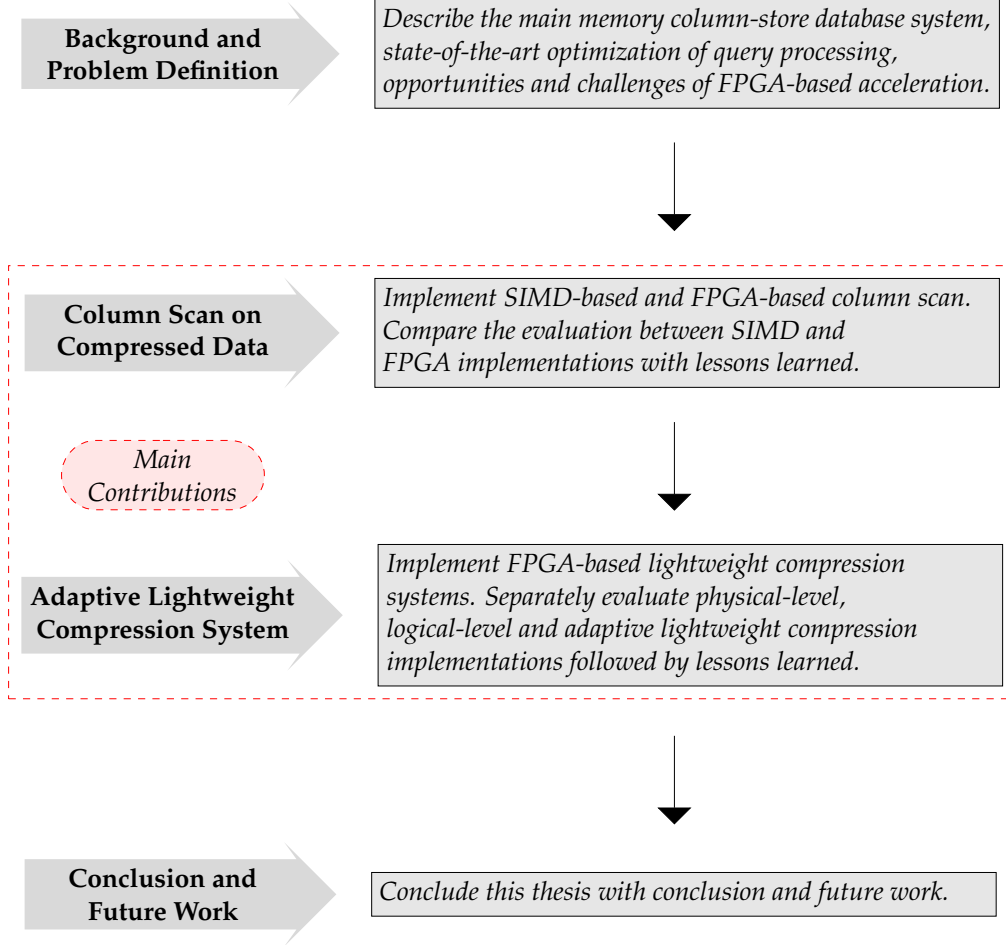 Background and
Problem Definition
Describe the main memory column-store database system,
state-of-the-art optimization of query processing,
opportunities and challenges of FPGA-based acceleration.
Column Scan on
Compressed Data
Implement SIMD-based and FPGA-based column scan.
Compare the evaluation between SIMD and
FPGA implementations with lessons learned.
Main
Contributions
Adaptive Lightweight
Compression System
Implement FPGA-based lightweight compression
systems. Separately evaluate physical-level,
logical-level and adaptive lightweight compression
implementations followed by lessons learned.
Conclusion and
Future Work
Conclude this thesis with conclusion and future work.